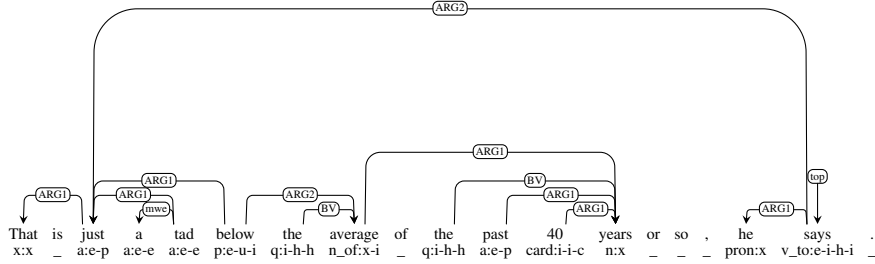 ARG2
ARG1
BV
top
ARG1 ARG1 ARG1 ARG2 ARG1 ARG1
mwe BV ARG1
That is just a tad below the average of the past 40 years or so , he says .
x:x _ a:e-p a:e-e a:e-e p:e-u-i q:i-h-h n_of:x-i _ q:i-h-h a:e-p card:i-i-c n:x _ _ _ pron:x v_to:e-i-h-i _